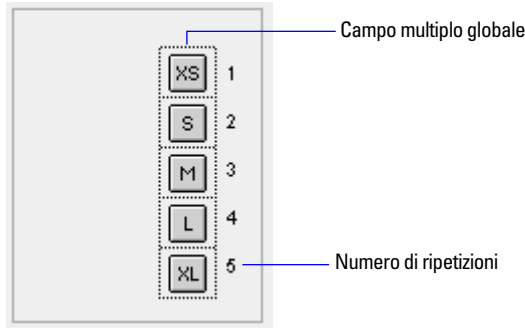 Campo multiplo globale
XS 1
S 2
M 3
L 4
XL 5
Numero di ripetizioni